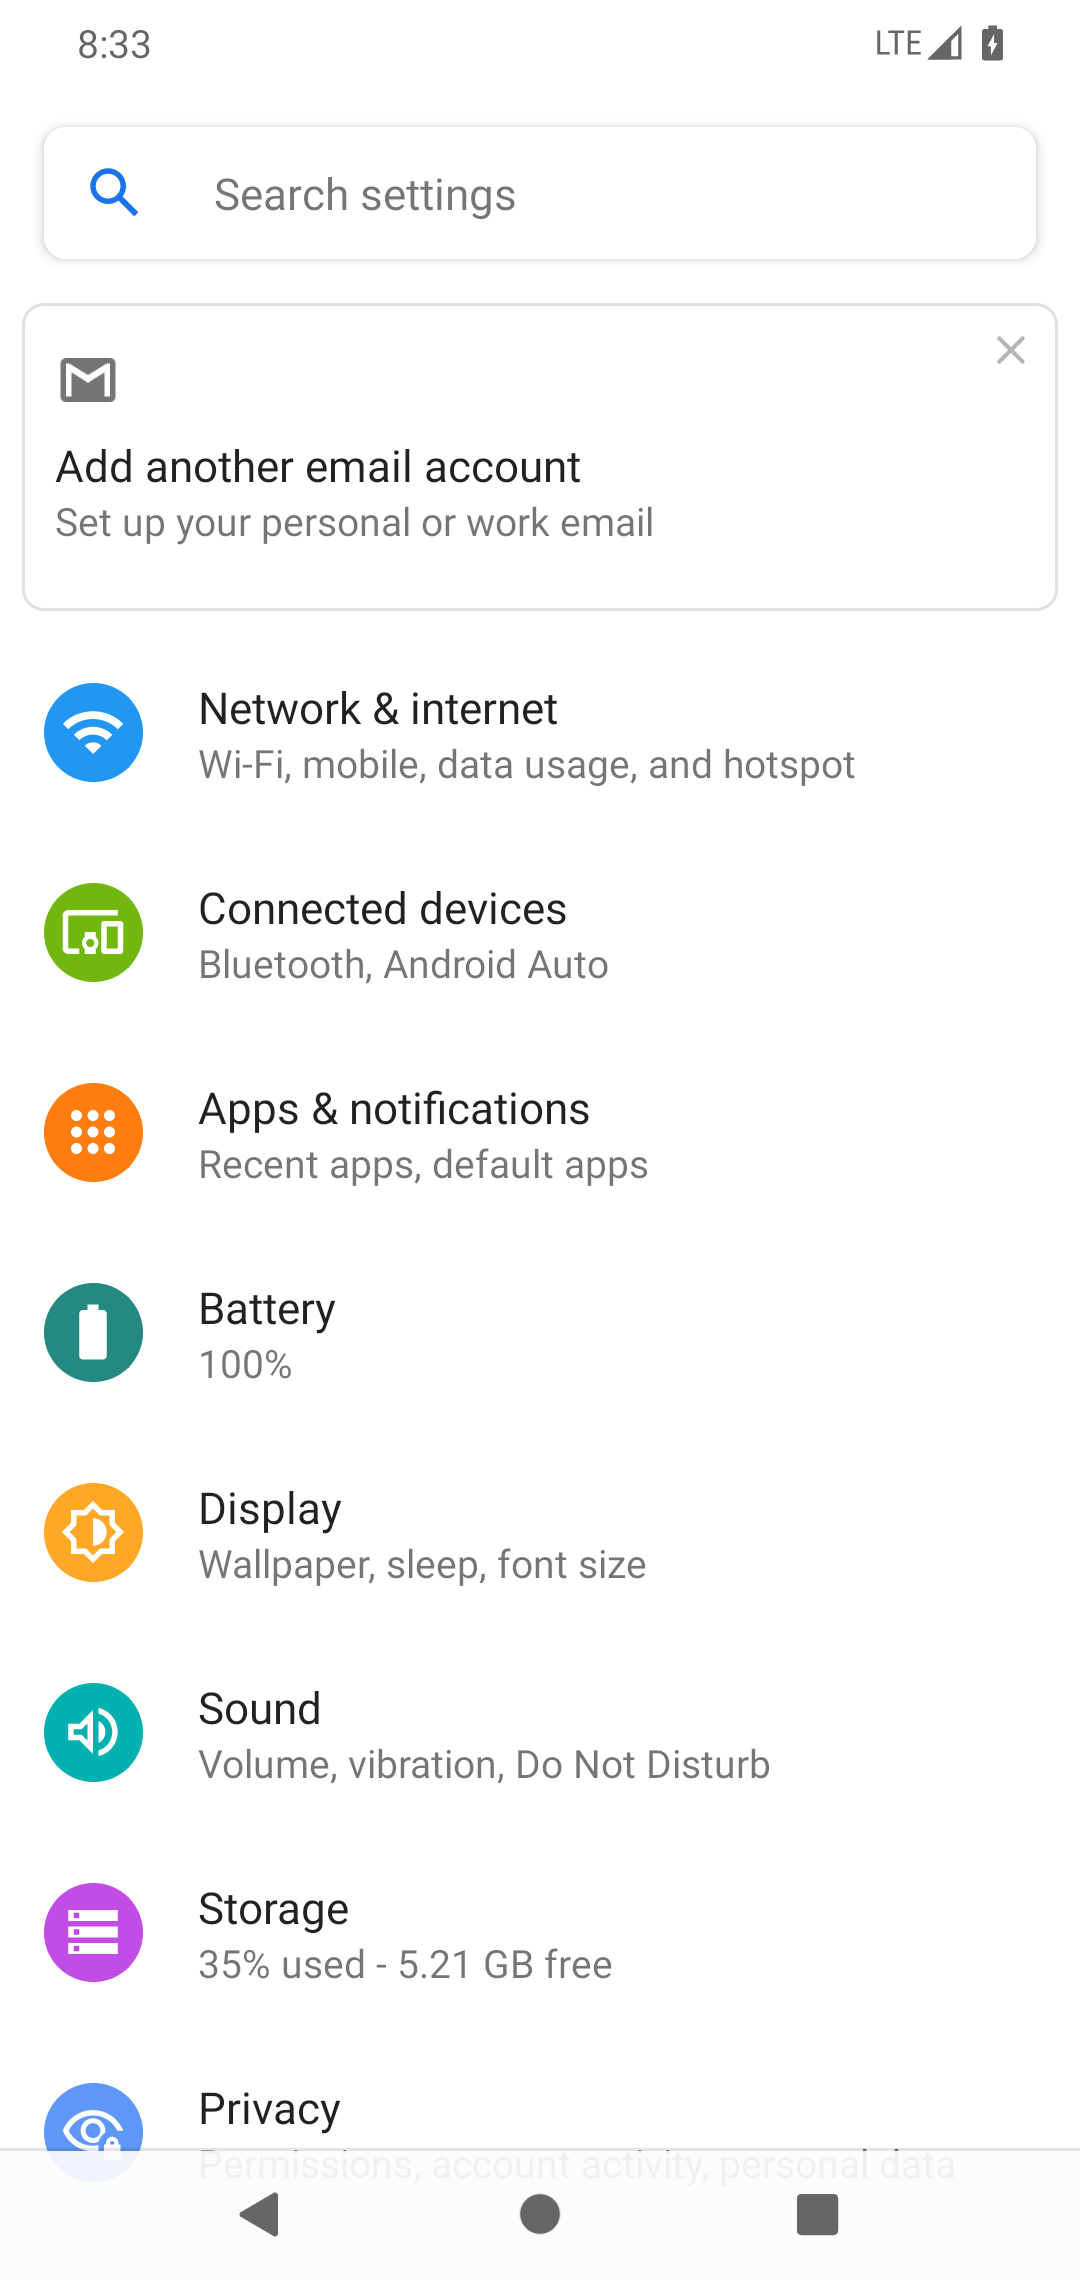 8:33
LTE
Search settings
Add another email account
Set up your personal or work email
Network & internet
Wi-Fi, mobile, data usage, and hotspot
Connected devices
Bluetooth, Android Auto
Apps & notifications
Recent apps, default apps
Battery
100%
Display
Wallpaper, sleep, font size
Sound
Volume, vibration, Do Not Disturb
Storage
35% used - 5.21 GB free
Privacy
Permissions, account activity, personal data